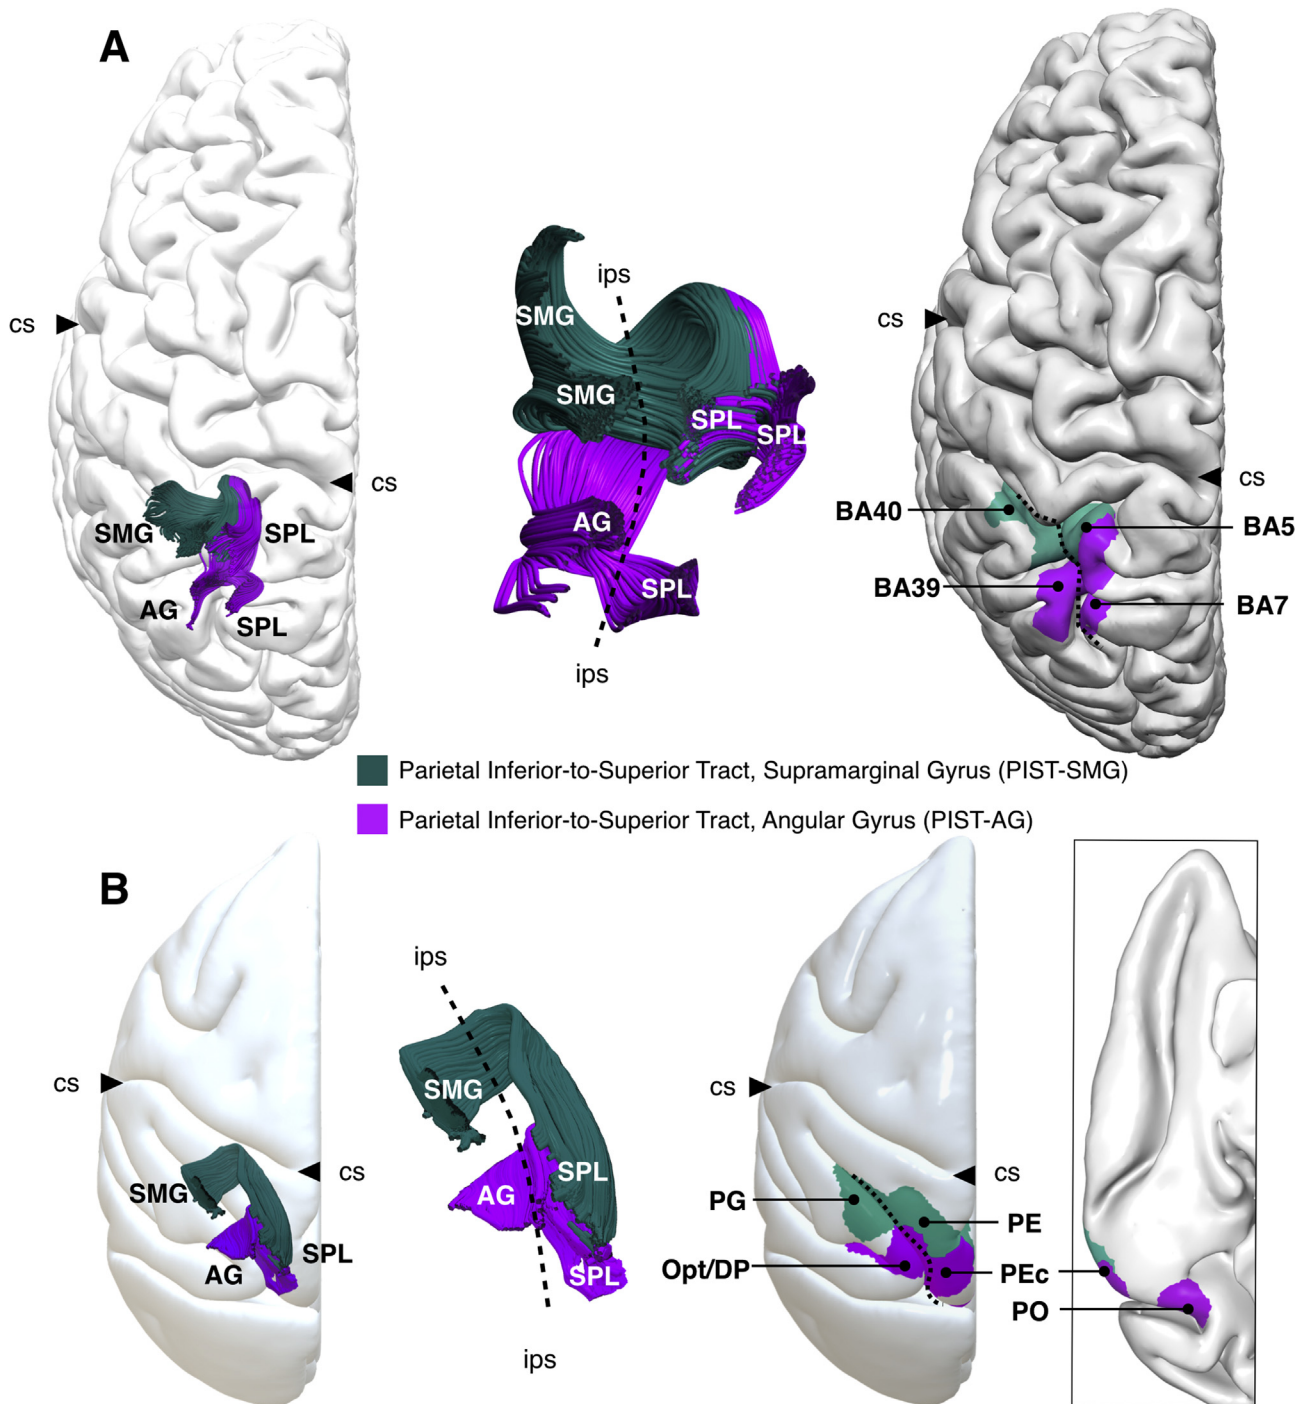 A
cs
cs
SMG
SPL
AG
SPL
ips
SMG
SMG
SPL
SPL
AG
SPL
ips
cs
cs
BA40
BA5
BA39
BA7
Parietal Inferior-to-Superior Tract, Supramarginal Gyrus (PIST-SMG)
Parietal Inferior-to-Superior Tract, Angular Gyrus (PIST-AG)
B
cs
cs
SMG
SPL
AG
ips
SMG
SPL
AG
SPL
ips
cs
cs
PG
PE
Opt/DP
PEc
PO